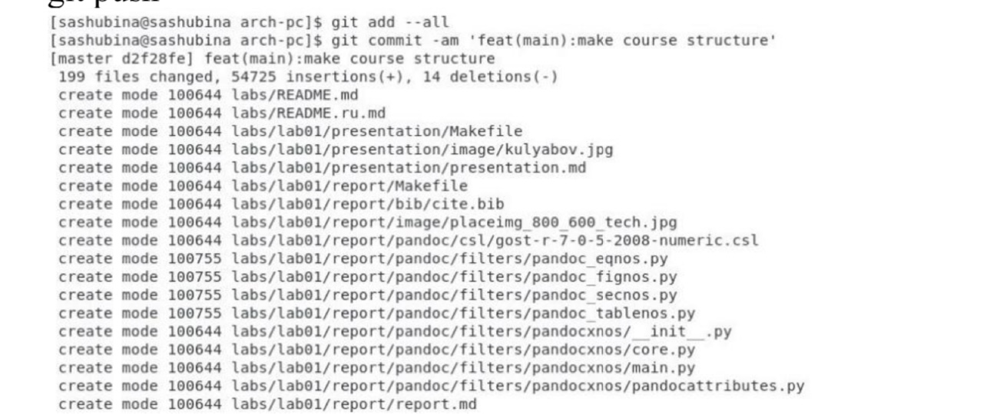 git push
[sashubina@sashubina arch-pc]$ git add --all
[sashubina@sashubina arch-pc]$ git commit -am 'feat(main):make course structure'
[master d2f28fe] feat(main):make course structure
199 files changed, 54725 insertions(+), 14 deletions(-)
create mode 100644 labs/README.md
create mode 100644 labs/README.ru.md
create mode 100644 labs/lab01/presentation/Makefile
create mode 100644 labs/lab01/presentation/image/kulyabov.jpg
create mode 100644 labs/lab01/presentation/presentation.md
create mode 100644 labs/lab01/report/Makefile
create mode 100644 labs/lab01/report/bib/cite.bib
create mode 100644 labs/lab01/report/image/placeimg_800_600_tech.jpg
create mode 100644 labs/lab01/report/pandoc/csl/gost-r-7-0-5-2008-numeric.csl
create mode 100755 labs/lab01/report/pandoc/filters/pandoc_eqnos.py
create mode 100755 labs/lab01/report/pandoc/filters/pandoc_fignos.py
create mode 100755 labs/lab01/report/pandoc/filters/pandoc_secnos.py
create mode 100755 labs/lab01/report/pandoc/filters/pandoc_tablenos.py
create mode 100644 labs/lab01/report/pandoc/filters/pandocxnos/__init__.py
create mode 100644 labs/lab01/report/pandoc/filters/pandocxnos/core.py
create mode 100644 labs/lab01/report/pandoc/filters/pandocxnos/main.py
create mode 100644 labs/lab01/report/pandoc/filters/pandocxnos/pandocattributes.py
create mode 100644 labs/lab01/report/report.md